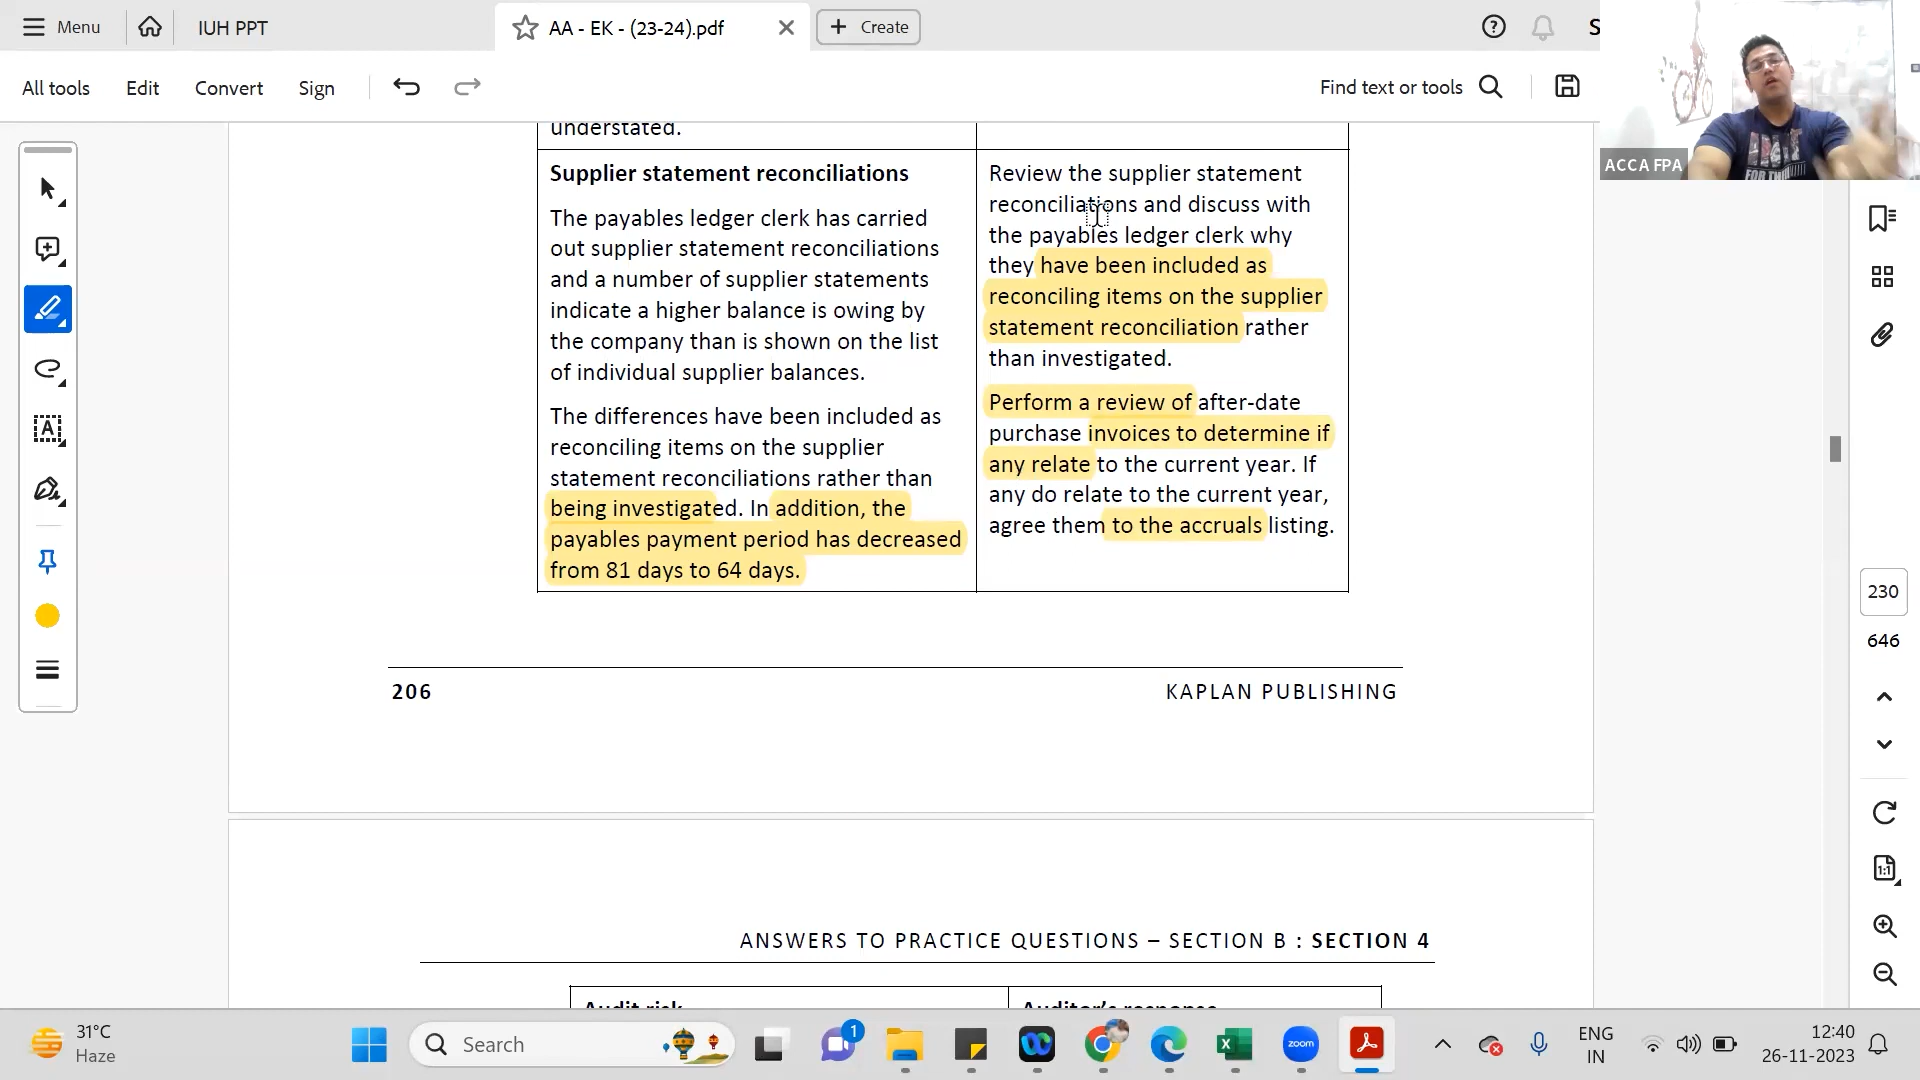 Menu
IUH PPT
AA - EK - (23-24).pdf
Create
S
All tools
Edit
Convert
Sign
Find text or tools
ACCA FPA
understated.
Supplier statement reconciliations
The payables ledger clerk has carried
out supplier statement reconciliations
and a number of supplier statements
indicate a higher balance is owing by
the company than is shown on the list
of individual supplier balances.
The differences have been included as
reconciling items on the supplier
statement reconciliations rather than
being investigated. In addition, the
payables payment period has decreased
from 81 days to 64 days.
Review the supplier statement
reconciliations and discuss with
the payables ledger clerk why
they have been included as
reconciling items on the supplier
statement reconciliation rather
than investigated.
Perform a review of after-date
purchase invoices to determine if
any relate to the current year. If
any do relate to the current year,
agree them to the accruals listing.
206
KAPLAN PUBLISHING
ANSWERS TO PRACTICE QUESTIONS – SECTION B : SECTION 4
Audit risk
Auditor's response
230
646
1:1
31°C
Haze
Search
1
zoom
ENG
IN
12:40
26-11-2023